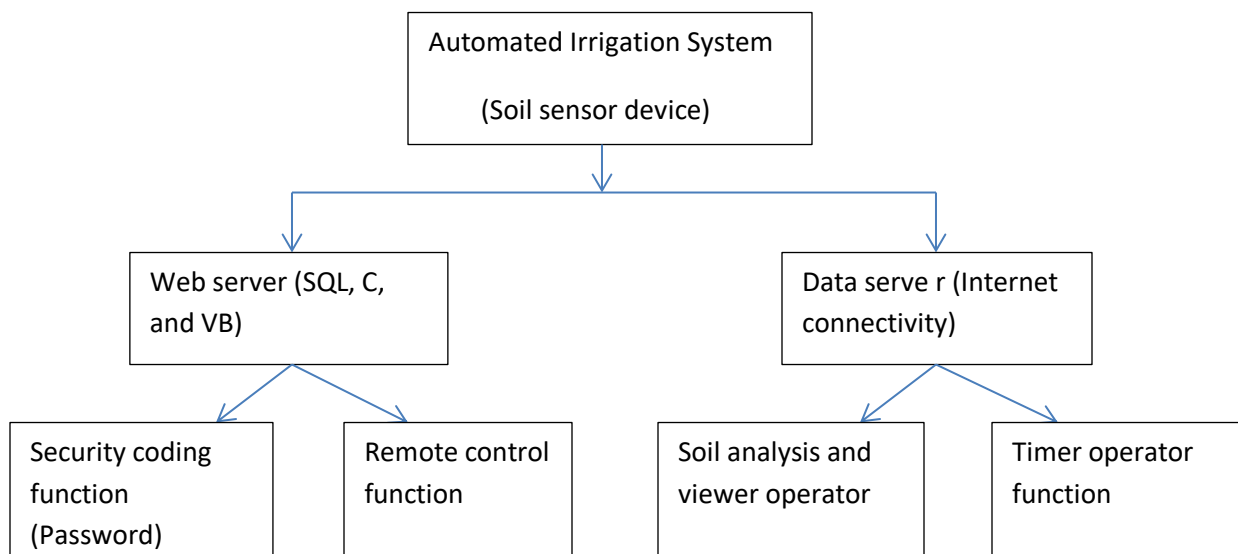 Automated Irrigation System
(Soil sensor device)
Web server (SQL, C,
and VB)
Data serve r (Internet
connectivity)
Security coding
function
(Password)
Remote control
function
Soil analysis and
viewer operator
Timer operator
function